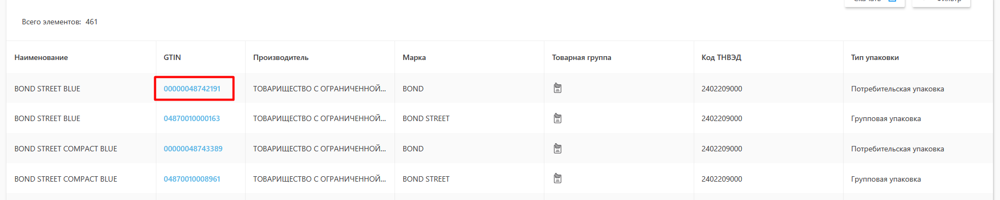 Скачать Фильтр
Всего элементов: 461
Наименование GTIN Производитель Марка Товарная группа Код ТНВЭД Тип упаковки
BOND STREET BLUE 00000048742191 ТОВАРИЩЕСТВО С ОГРАНИЧЕННОЙ... BOND 2402209000 Потребительская упаковка
BOND STREET BLUE 04870010000163 ТОВАРИЩЕСТВО С ОГРАНИЧЕННОЙ... BOND STREET 2402209000 Групповая упаковка
BOND STREET COMPACT BLUE 00000048743389 ТОВАРИЩЕСТВО С ОГРАНИЧЕННОЙ... BOND 2402209000 Потребительская упаковка
BOND STREET COMPACT BLUE 04870010008961 ТОВАРИЩЕСТВО С ОГРАНИЧЕННОЙ... BOND STREET 2402209000 Групповая упаковка